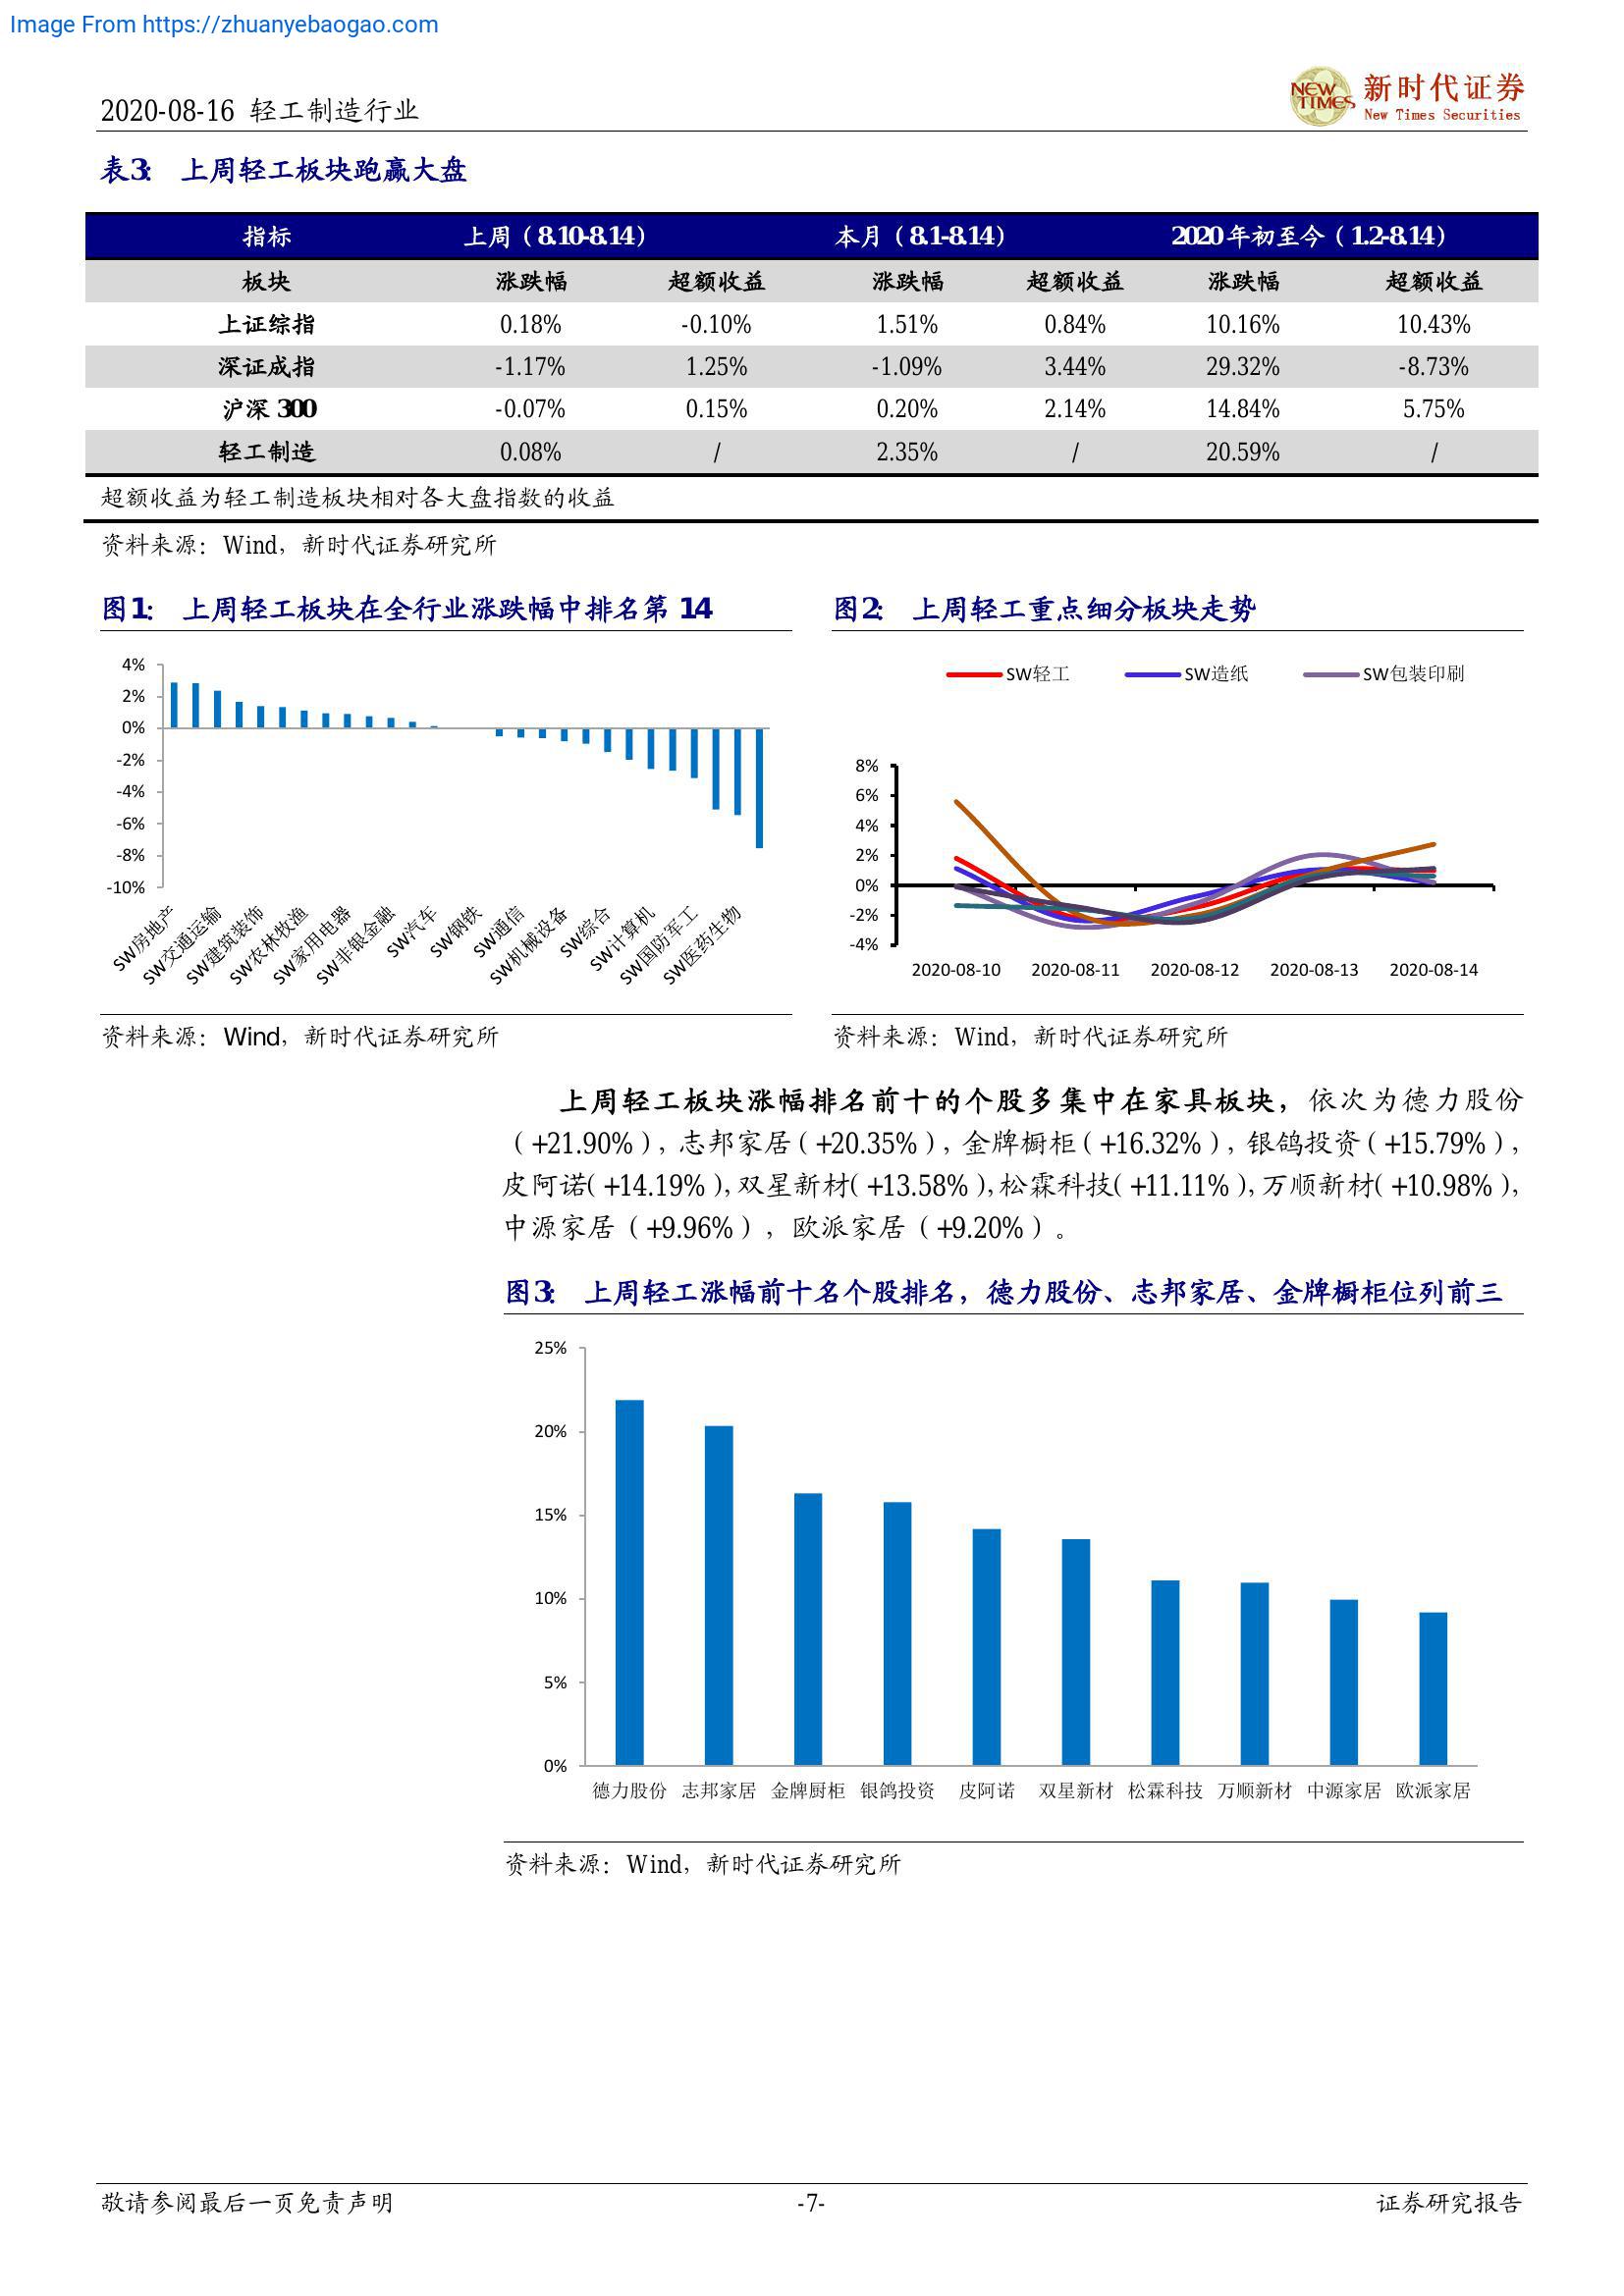 Image From https://zhuanyebaogao.com
2020-08-16 轻工制造行业
NEW TIMES
新时代证券
New Times Securities
表3: 上周轻工板块跑赢大盘
指标 上周（8.10-8.14） 本月（8.1-8.14） 2020年初至今（1.2-8.14）
板块 涨跌幅 超额收益 涨跌幅 超额收益 涨跌幅 超额收益
上证综指 0.18% -0.10% 1.51% 0.84% 10.16% 10.43%
深证成指 -1.17% 1.25% -1.09% 3.44% 29.32% -8.73%
沪深 300 -0.07% 0.15% 0.20% 2.14% 14.84% 5.75%
轻工制造 0.08% / 2.35% / 20.59% /
超额收益为轻工制造板块相对各大盘指数的收益
资料来源：Wind，新时代证券研究所
图1: 上周轻工板块在全行业涨跌幅中排名第 14
4%
2%
0%
-2%
-4%
-6%
-8%
-10%
SW房地产
SW交通运输
SW建筑装饰
SW农林牧渔
SW家用电器
SW非银金融
SW汽车
SW钢铁
SW通信
SW机械设备
SW综合
SW计算机
SW国防军工
SW医药生物
资料来源：Wind，新时代证券研究所
图2: 上周轻工重点细分板块走势
SW轻工 SW造纸 SW包装印刷
8%
6%
4%
2%
0%
-2%
-4%
2020-08-10 2020-08-11 2020-08-12 2020-08-13 2020-08-14
资料来源：Wind，新时代证券研究所
上周轻工板块涨幅排名前十的个股多集中在家具板块，依次为德力股份
（+21.90%），志邦家居（+20.35%），金牌橱柜（+16.32%），银鸽投资（+15.79%），
皮阿诺（+14.19%），双星新材（+13.58%），松霖科技（+11.11%），万顺新材（+10.98%），
中源家居（+9.96%），欧派家居（+9.20%）。
图3: 上周轻工涨幅前十名个股排名，德力股份、志邦家居、金牌橱柜位列前三
25%
20%
15%
10%
5%
0%
德力股份 志邦家居 金牌厨柜 银鸽投资 皮阿诺 双星新材 松霖科技 万顺新材 中源家居 欧派家居
资料来源：Wind，新时代证券研究所
敬请参阅最后一页免责声明 -7- 证券研究报告